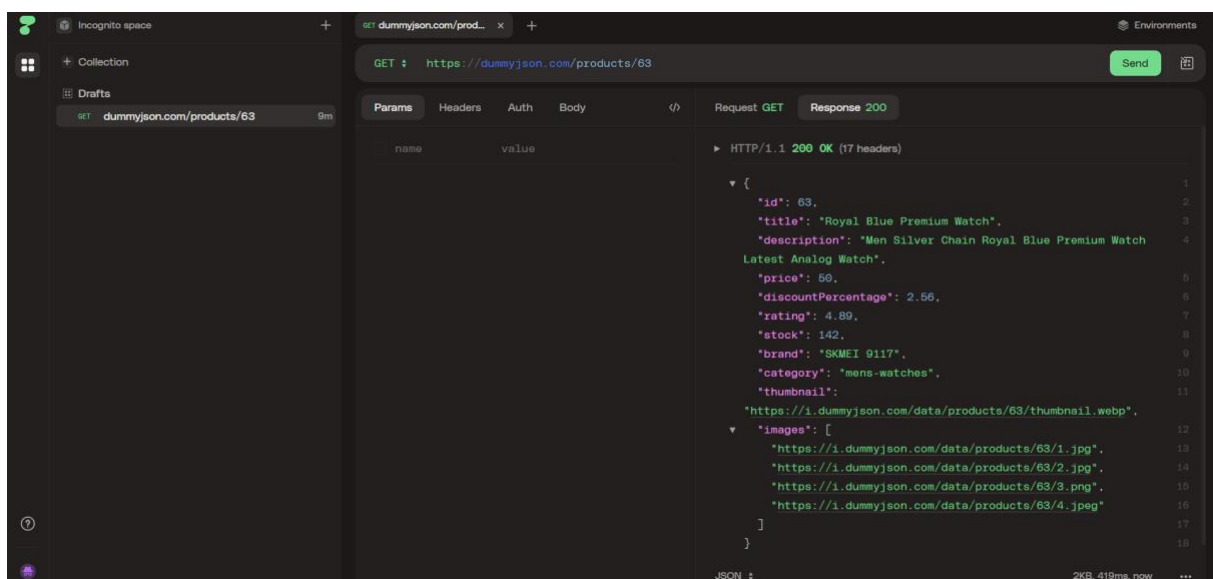 Incognito space
+
GET dummyjson.com/prod... × +
Environments
+ Collection
GET https://dummyjson.com/products/63
Send
Drafts
GET dummyjson.com/products/63 9m
Params Headers Auth Body </>
Request GET Response 200
name value
HTTP/1.1 200 OK (17 headers)
{ 1
"id": 63, 2
"title": "Royal Blue Premium Watch", 3
"description": "Men Silver Chain Royal Blue Premium Watch 4
Latest Analog Watch",
"price": 50, 5
"discountPercentage": 2.56, 6
"rating": 4.89, 7
"stock": 142, 8
"brand": "SKMEI 9117", 9
"category": "mens-watches", 10
"thumbnail": 11
"https://i.dummyjson.com/data/products/63/thumbnail.webp",
"images": [ 12
"https://i.dummyjson.com/data/products/63/1.jpg", 13
"https://i.dummyjson.com/data/products/63/2.jpg", 14
"https://i.dummyjson.com/data/products/63/3.png", 15
"https://i.dummyjson.com/data/products/63/4.jpeg" 16
] 17
} 18
?
JSON 2KB, 419ms, now ...